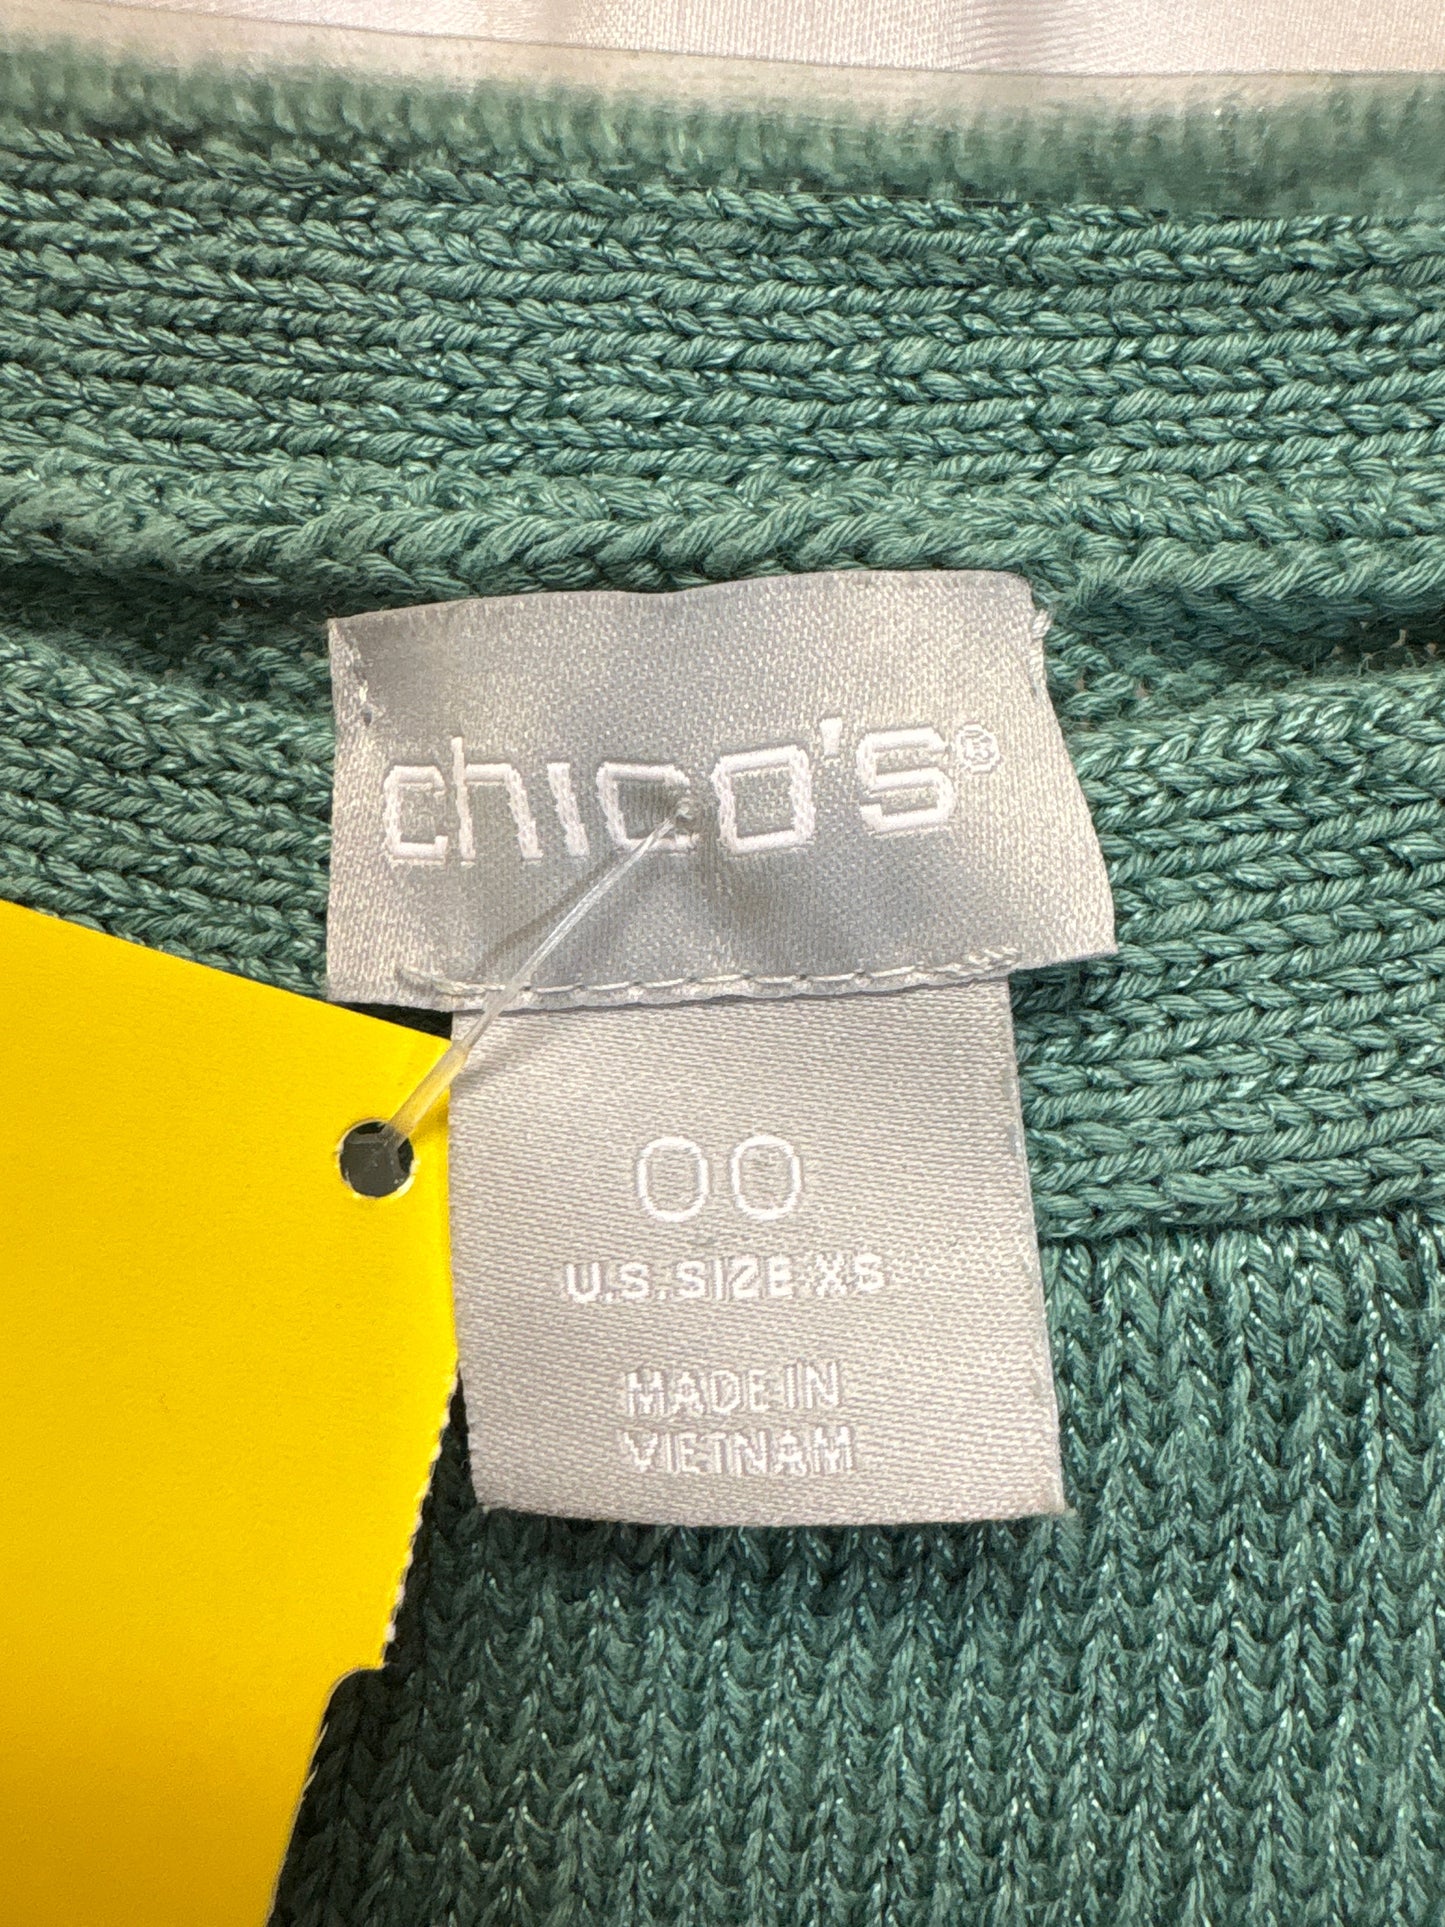 chico's®
00
U.S.SIZE XS
MADE IN
VIETNAM